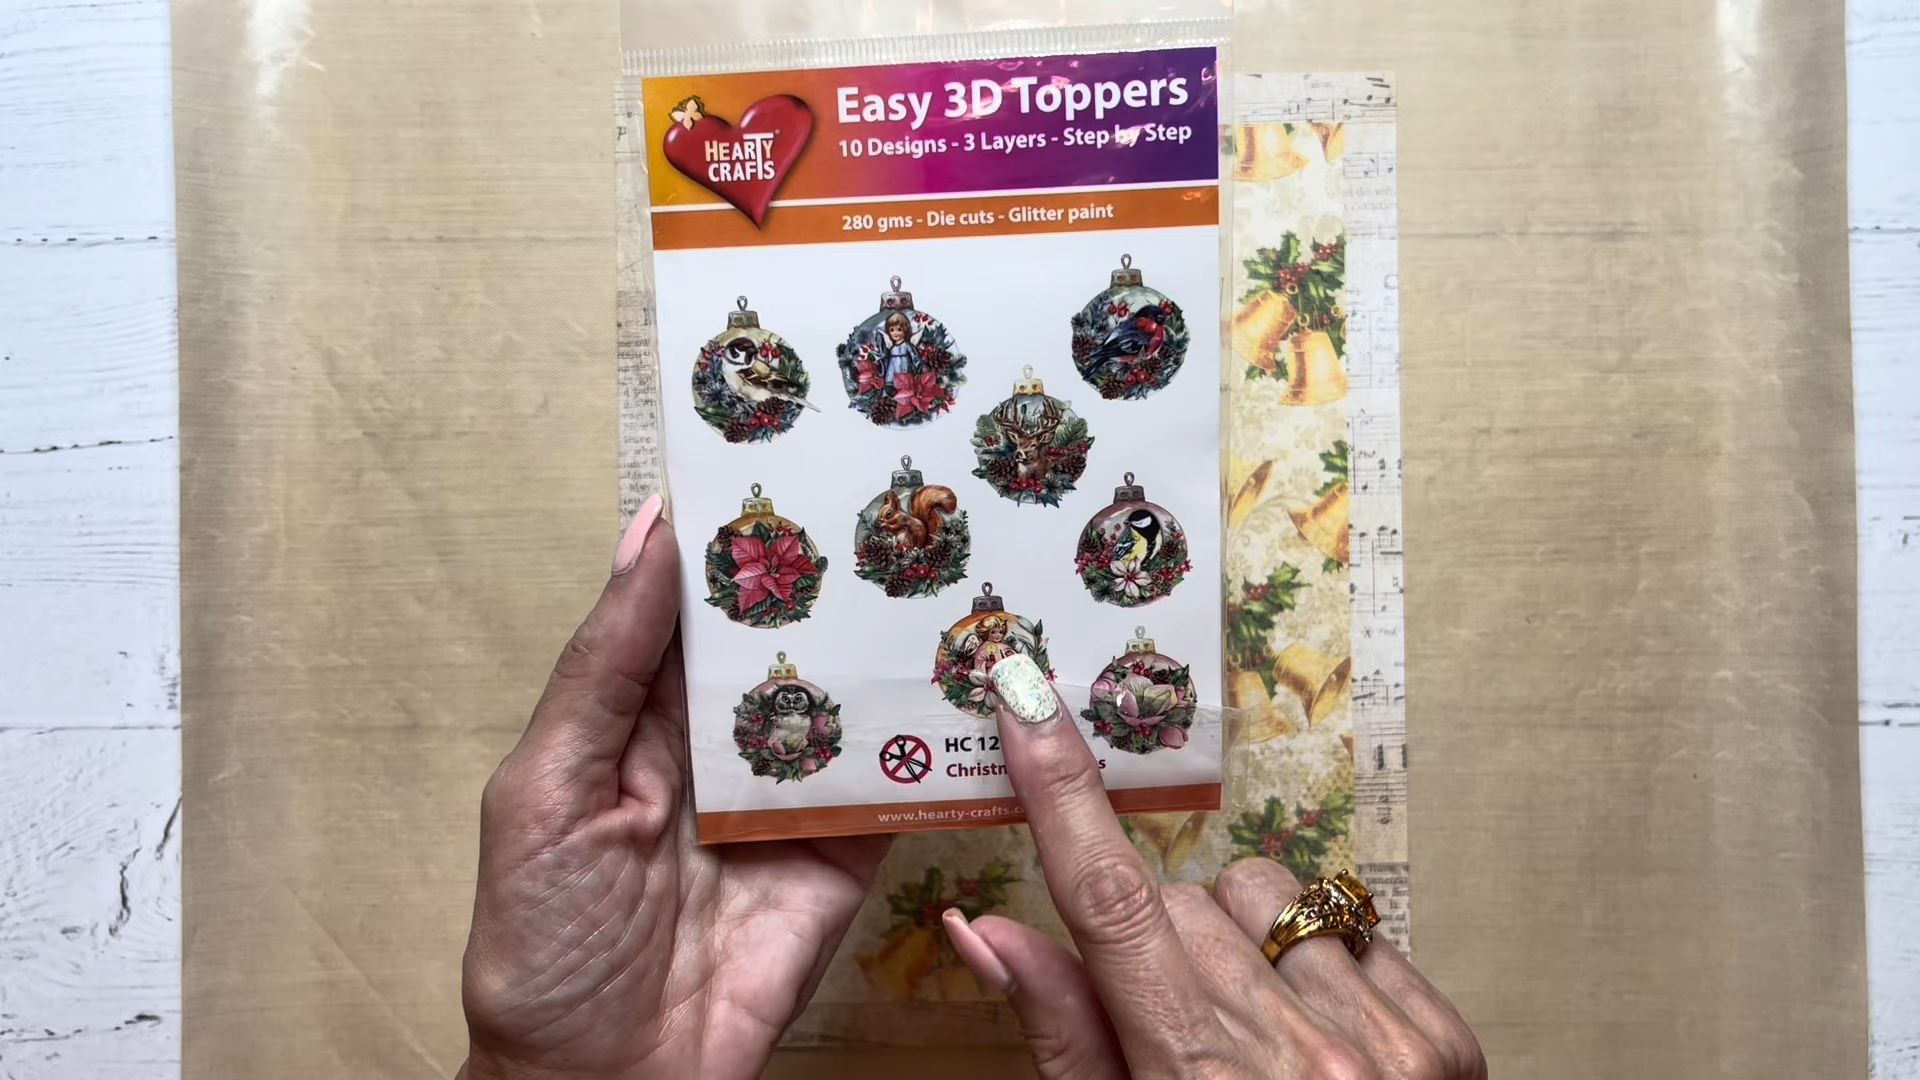 Easy 3D Toppers
10 Designs - 3 Layers - Step by Step
HEARTY
CRAFTS
280 gms - Die cuts - Glitter paint
HC 12
www.hearty-crafts.c